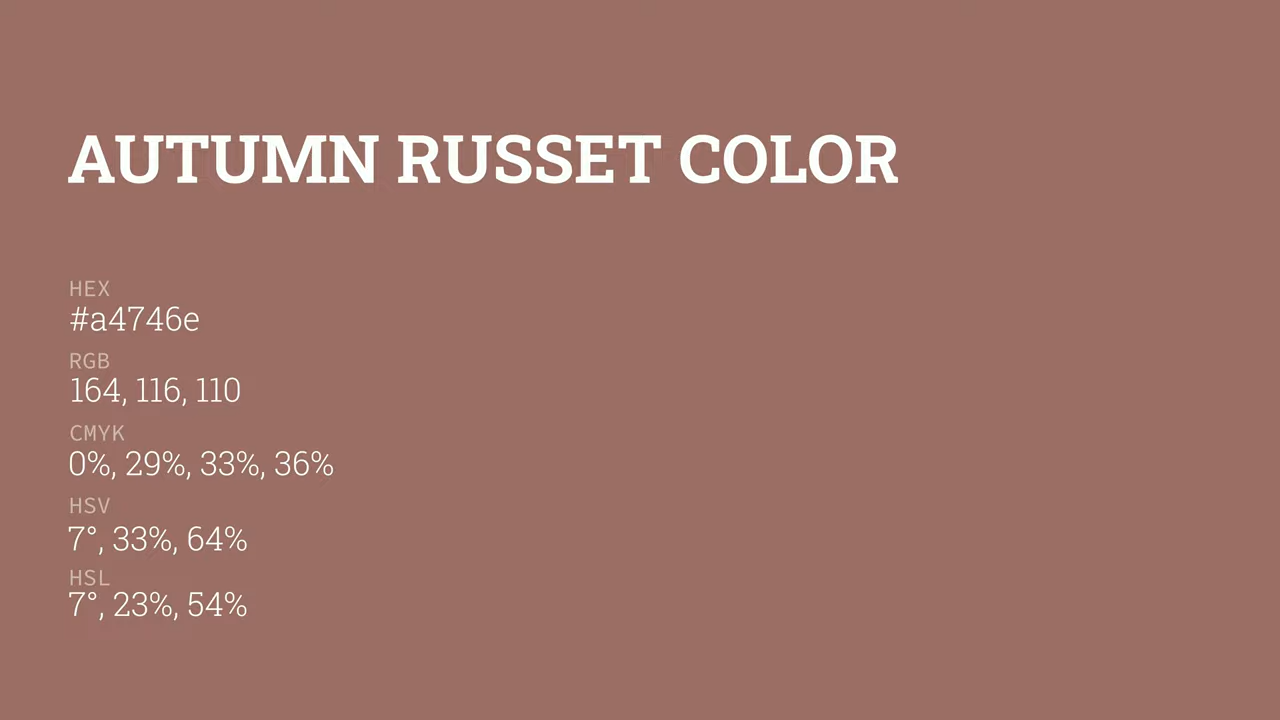 AUTUMN RUSSET COLOR
HEX
#a4746e
RGB
164, 116, 110
CMYK
0%, 29%, 33%, 36%
HSV
7°, 33%, 64%
HSL
7°, 23%, 54%